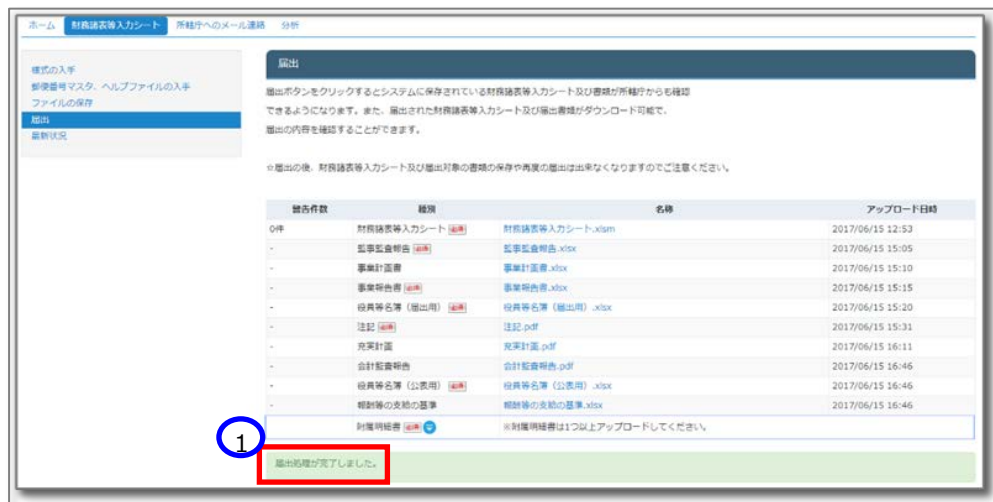 ホーム 財務諸表等入力シート 所轄庁へのメール連絡 分析
様式の入手
郵便番号マスタ、ヘルプファイルの入手
ファイルの保存
届出
最新状況
届出
届出ボタンをクリックするとシステムに保存されている財務諸表等入力シート及び書類が所轄庁からも確認
できるようになります。また、届出された財務諸表等入力シート及び届出書類がダウンロード可能で、
届出の内容を確認することができます。
☆届出の後、財務諸表等入力シート及び届出対象の書類の保存や再度の届出は出来なくなりますのでご注意ください。
警告件数 種別 名称 アップロード日時
0件 財務諸表等入力シート 必須 財務諸表等入力シート.xlsm 2017/06/15 12:53
- 監事監査報告 必須 監事監査報告.xlsx 2017/06/15 15:05
- 事業計画書 事業計画書.xlsx 2017/06/15 15:10
- 事業報告書 必須 事業報告書.xlsx 2017/06/15 15:15
- 役員等名簿（届出用） 必須 役員等名簿（届出用）.xlsx 2017/06/15 15:20
- 注記 必須 注記.pdf 2017/06/15 15:31
- 充実計画 充実計画.pdf 2017/06/15 16:11
- 会計監査報告 会計監査報告.pdf 2017/06/15 16:46
- 役員等名簿（公表用） 必須 役員等名簿（公表用）.xlsx 2017/06/15 16:46
- 報酬等の支給の基準 報酬等の支給の基準.xlsx 2017/06/15 16:46
附属明細書 必須 ※附属明細書は1つ以上アップロードしてください。
1
届出処理が完了しました。